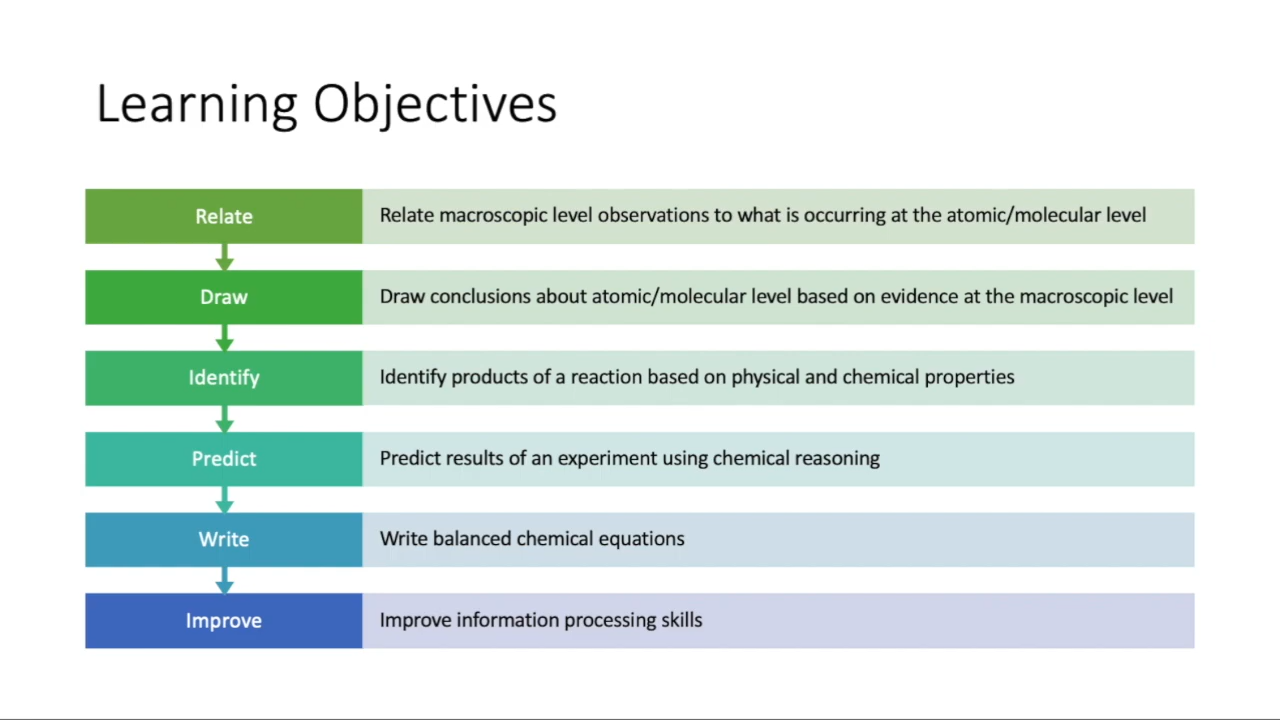 Learning Objectives
Relate
Relate macroscopic level observations to what is occurring at the atomic/molecular level
Draw
Draw conclusions about atomic/molecular level based on evidence at the macroscopic level
Identify
Identify products of a reaction based on physical and chemical properties
Predict
Predict results of an experiment using chemical reasoning
Write
Write balanced chemical equations
Improve
Improve information processing skills